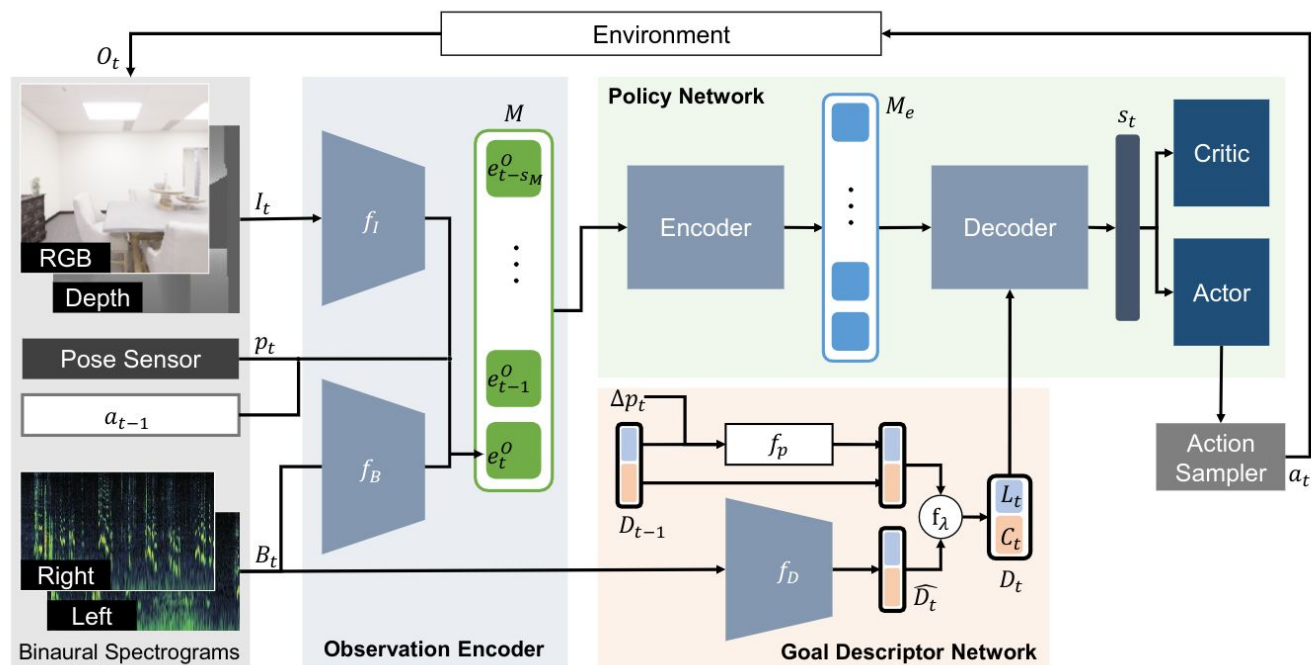 Environment
O_t
RGB
Depth
I_t
Pose Sensor
p_t
a_{t-1}
Right
Left
B_t
Binaural Spectrograms
f_I
f_B
M
e^O_{t-s_M}
e^O_{t-1}
e^O_t
Observation Encoder
Policy Network
Encoder
M_e
Decoder
s_t
Critic
Actor
Action
Sampler
a_t
Δp_t
f_p
D_{t-1}
f_D
\widehat{D_t}
f_λ
L_t
C_t
D_t
Goal Descriptor Network